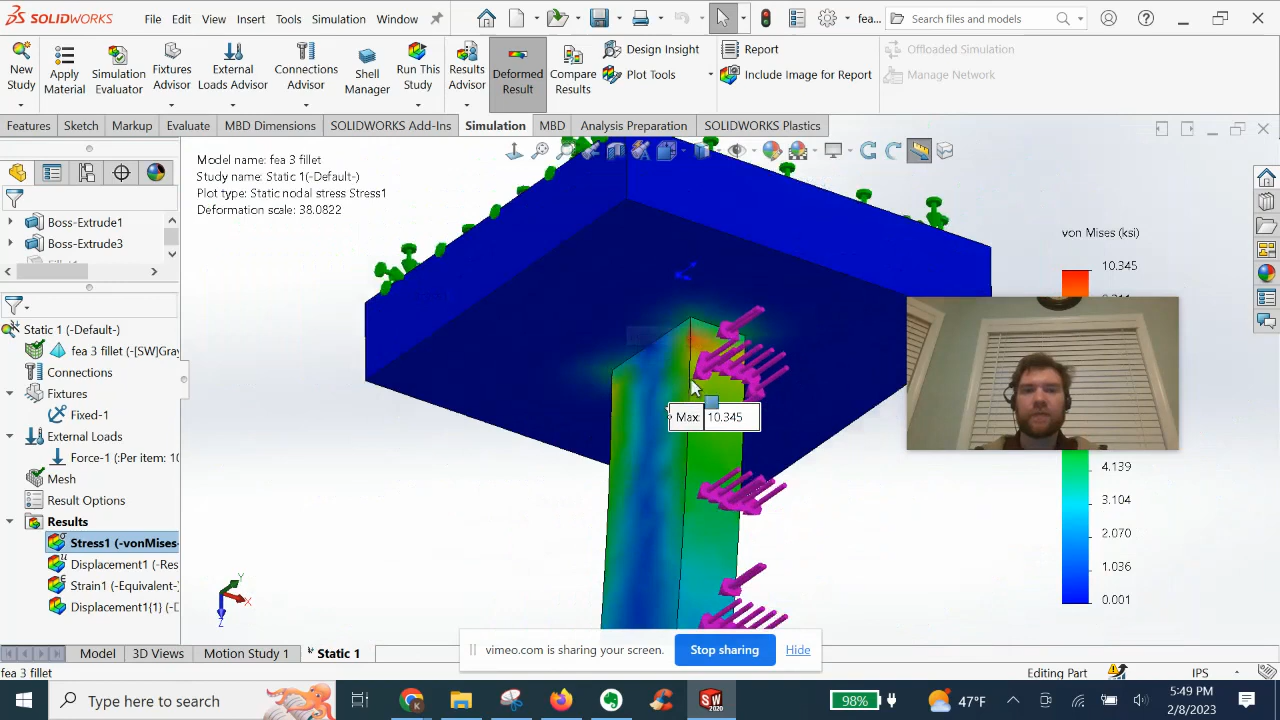 SOLIDWORKS File Edit View Insert Tools Simulation Window fea... Search files and models
New Study Apply Material Simulation Evaluator Fixtures Advisor External Loads Advisor Connections Advisor Shell Manager Run This Study Results Advisor Deformed Result Compare Results
Design Insight Report Offloaded Simulation
Plot Tools Include Image for Report Manage Network
Features Sketch Markup Evaluate MBD Dimensions SOLIDWORKS Add-Ins Simulation MBD Analysis Preparation SOLIDWORKS Plastics
Model name: fea 3 fillet
Study name: Static 1(-Default-)
Plot type: Static nodal stress Stress1
Deformation scale: 38.0822
Boss-Extrude1
Boss-Extrude3
Static 1 (-Default-)
fea 3 fillet (-[SW]Gray
Connections
Fixtures
Fixed-1
External Loads
Force-1 (:Per item: 10
Mesh
Result Options
Results
Stress1 (-vonMises-
Displacement1 (-Res
Strain1 (-Equivalent-
Displacement1{1} (-D
von Mises (ksi)
10.345
4.139
3.104
2.070
1.036
0.001
Max: 10.345
Y
X
Z
vimeo.com is sharing your screen. Stop sharing Hide
Model 3D Views Motion Study 1 Static 1
fea 3 fillet Editing Part IPS
Type here to search SW 2020 98% 47°F 5:49 PM
2/8/2023